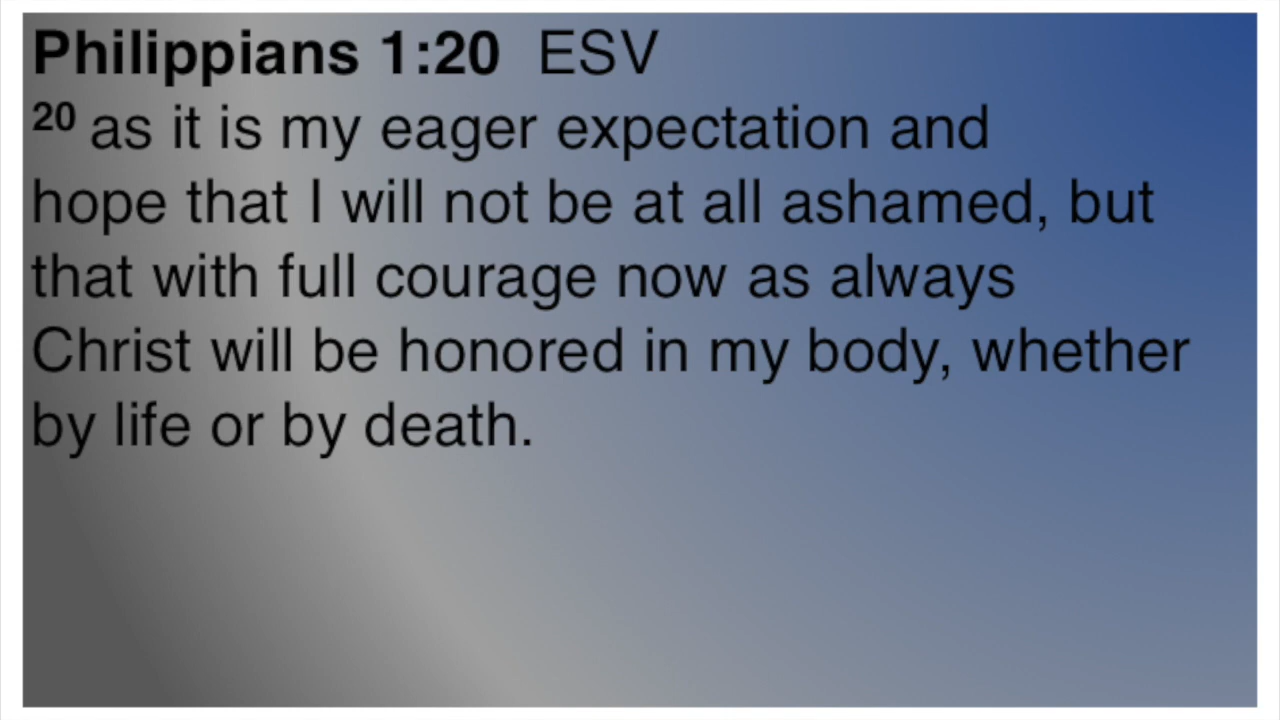 Philippians 1:20 ESV
20 as it is my eager expectation and
hope that I will not be at all ashamed, but
that with full courage now as always
Christ will be honored in my body, whether
by life or by death.